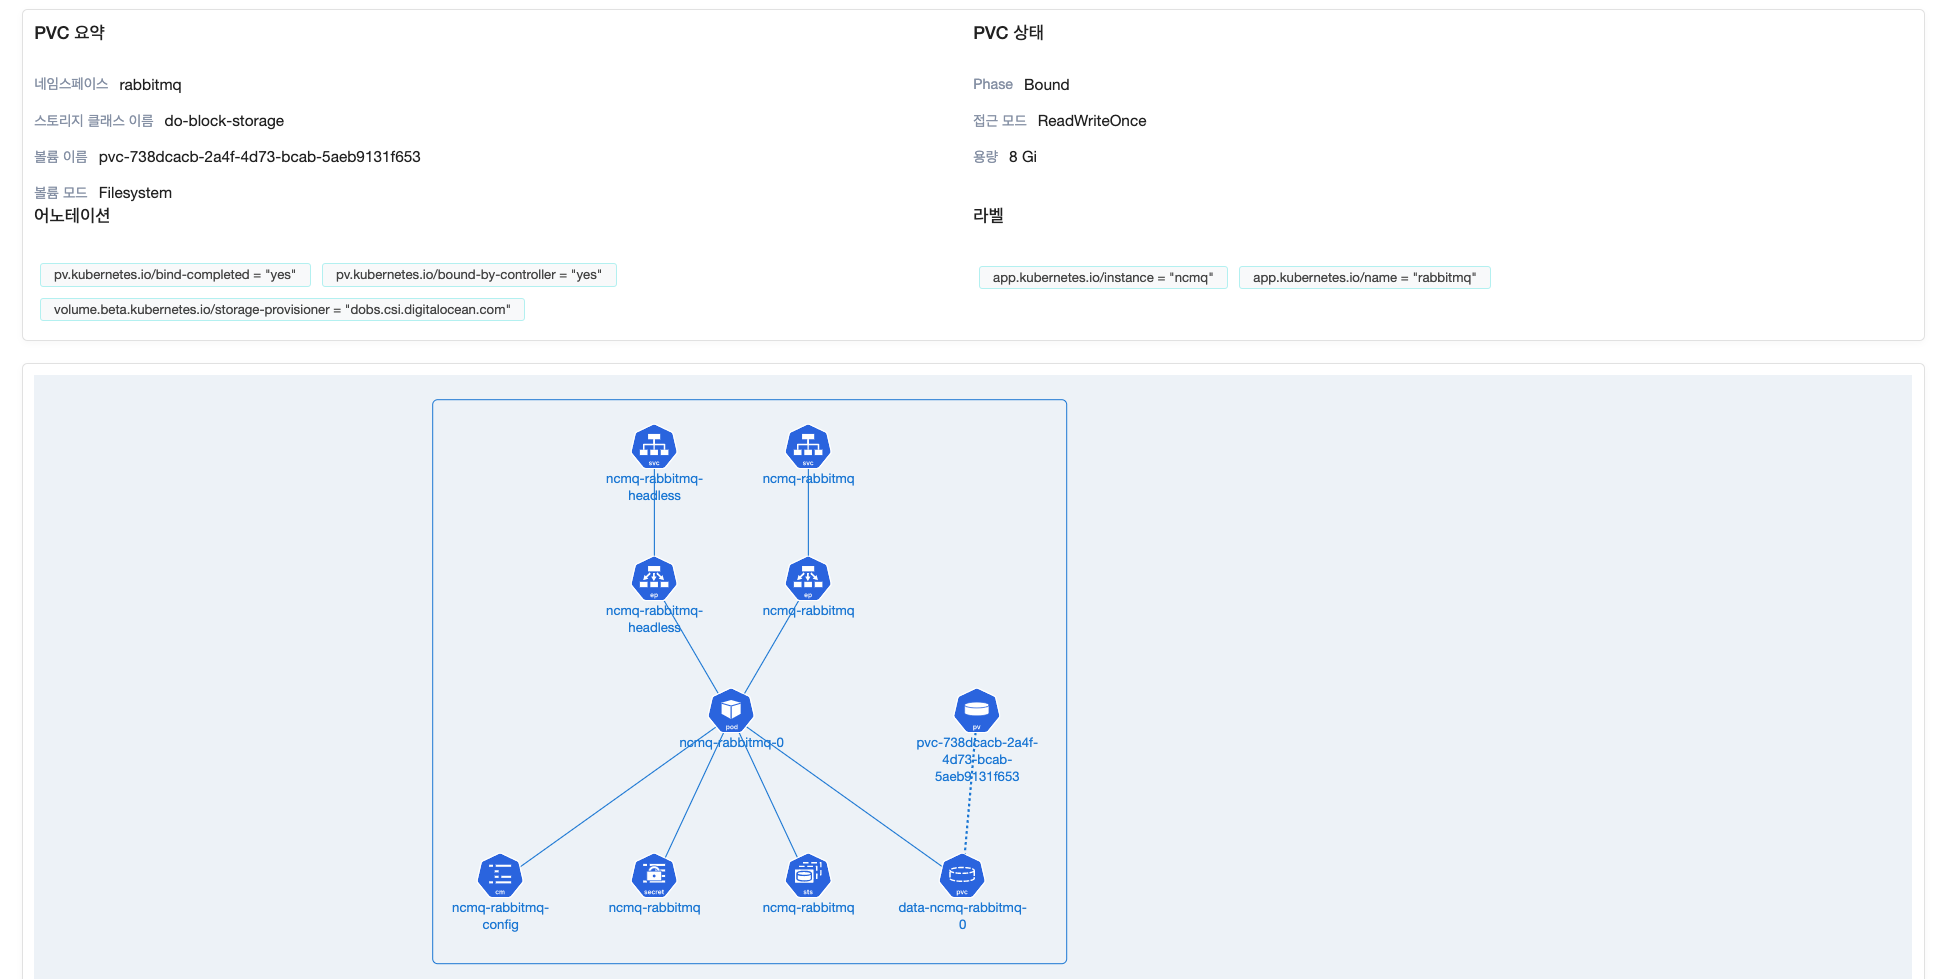 PVC 요약
네임스페이스 rabbitmq
스토리지 클래스 이름 do-block-storage
볼륨 이름 pvc-738dcacb-2a4f-4d73-bcab-5aeb9131f653
볼륨 모드 Filesystem
어노테이션
pv.kubernetes.io/bind-completed = "yes" pv.kubernetes.io/bound-by-controller = "yes"
volume.beta.kubernetes.io/storage-provisioner = "dobs.csi.digitalocean.com"
PVC 상태
Phase Bound
접근 모드 ReadWriteOnce
용량 8 Gi
라벨
app.kubernetes.io/instance = "ncmq" app.kubernetes.io/name = "rabbitmq"
svc
ncmq-rabbitmq-
headless
svc
ncmq-rabbitmq
ep
ncmq-rabbitmq-
headless
ep
ncmq-rabbitmq
pod
ncmq-rabbitmq-0
pv
pvc-738dcacb-2a4f-
4d73-bcab-
5aeb9131f653
cm
ncmq-rabbitmq-
config
secret
ncmq-rabbitmq
sts
ncmq-rabbitmq
pvc
data-ncmq-rabbitmq-
0